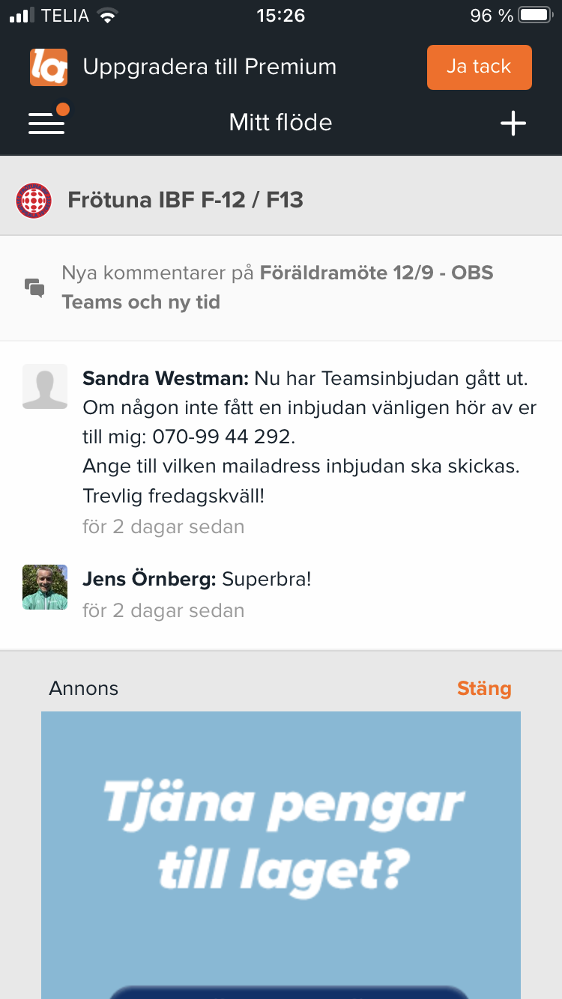 TELIA 15:26 96 %
la Uppgradera till Premium Ja tack
Mitt flöde
Frötuna IBF F-12 / F13
Nya kommentarer på Föräldramöte 12/9 - OBS
Teams och ny tid
Sandra Westman: Nu har Teamsinbjudan gått ut.
Om någon inte fått en inbjudan vänligen hör av er
till mig: 070-99 44 292.
Ange till vilken mailadress inbjudan ska skickas.
Trevlig fredagskväll!
för 2 dagar sedan
Jens Örnberg: Superbra!
för 2 dagar sedan
Annons Stäng
Tjäna pengar
till laget?